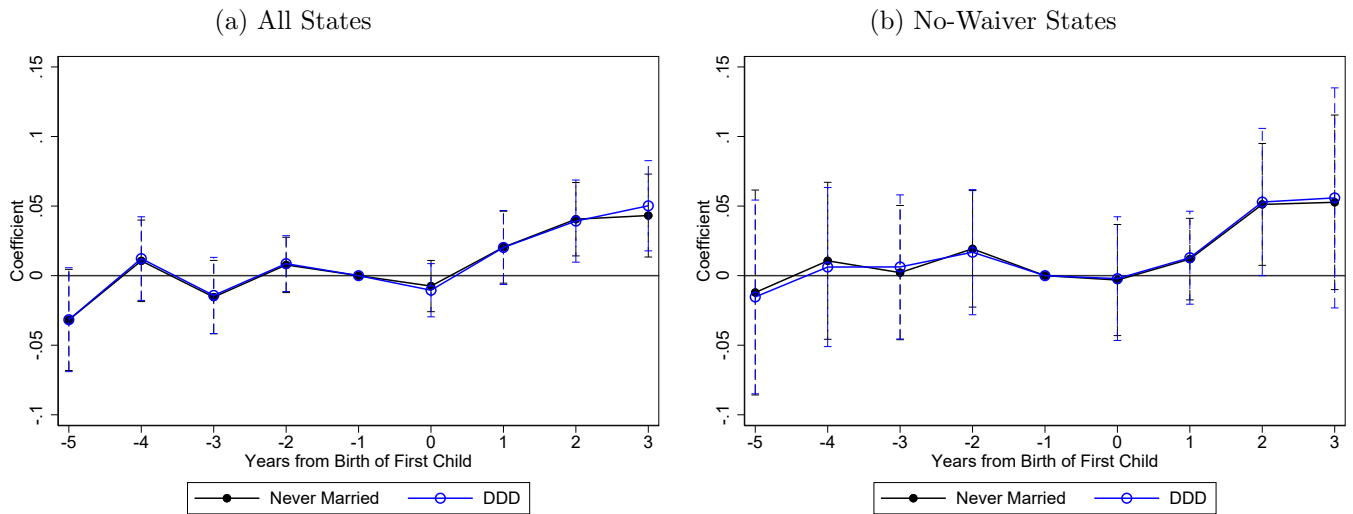 (a) All States
.15
.1
.05
0
-.05
-.1
Coefficient
-5 -4 -3 -2 -1 0 1 2 3
Years from Birth of First Child
Never Married DDD
(b) No-Waiver States
.15
.1
.05
0
-.05
-.1
Coefficient
-5 -4 -3 -2 -1 0 1 2 3
Years from Birth of First Child
Never Married DDD